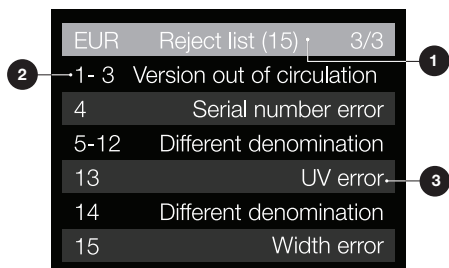 EUR Reject list (15) 3/3
1- 3 Version out of circulation
4 Serial number error
5-12 Different denomination
13 UV error
14 Different denomination
15 Width error
1
2
3